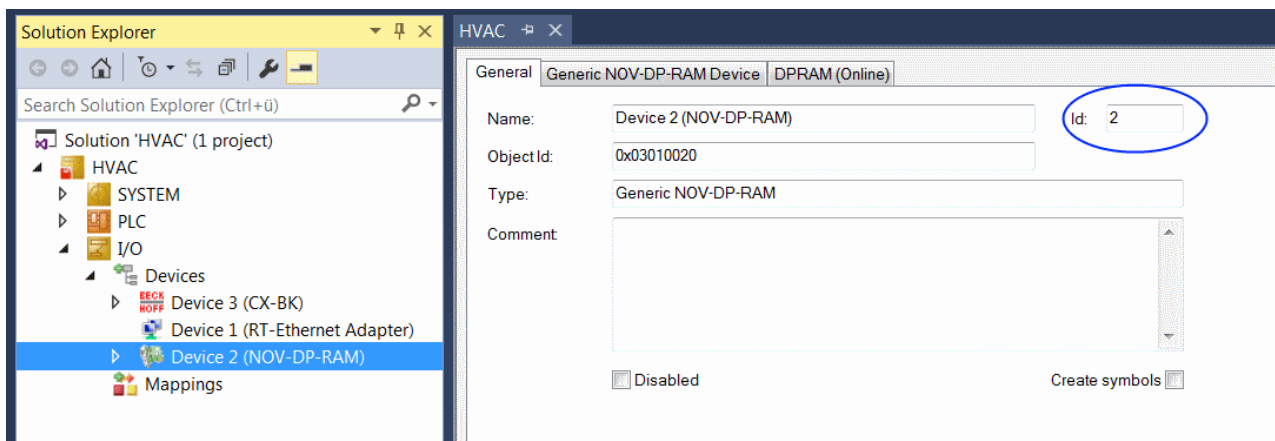 Solution Explorer
Search Solution Explorer (Ctrl+ü)
Solution 'HVAC' (1 project)
HVAC
SYSTEM
PLC
I/O
Devices
BECK
HOFF
Device 3 (CX-BK)
Device 1 (RT-Ethernet Adapter)
Device 2 (NOV-DP-RAM)
Mappings
HVAC
General Generic NOV-DP-RAM Device DPRAM (Online)
Name: Device 2 (NOV-DP-RAM) Id: 2
Object Id: 0x03010020
Type: Generic NOV-DP-RAM
Comment:
Disabled Create symbols